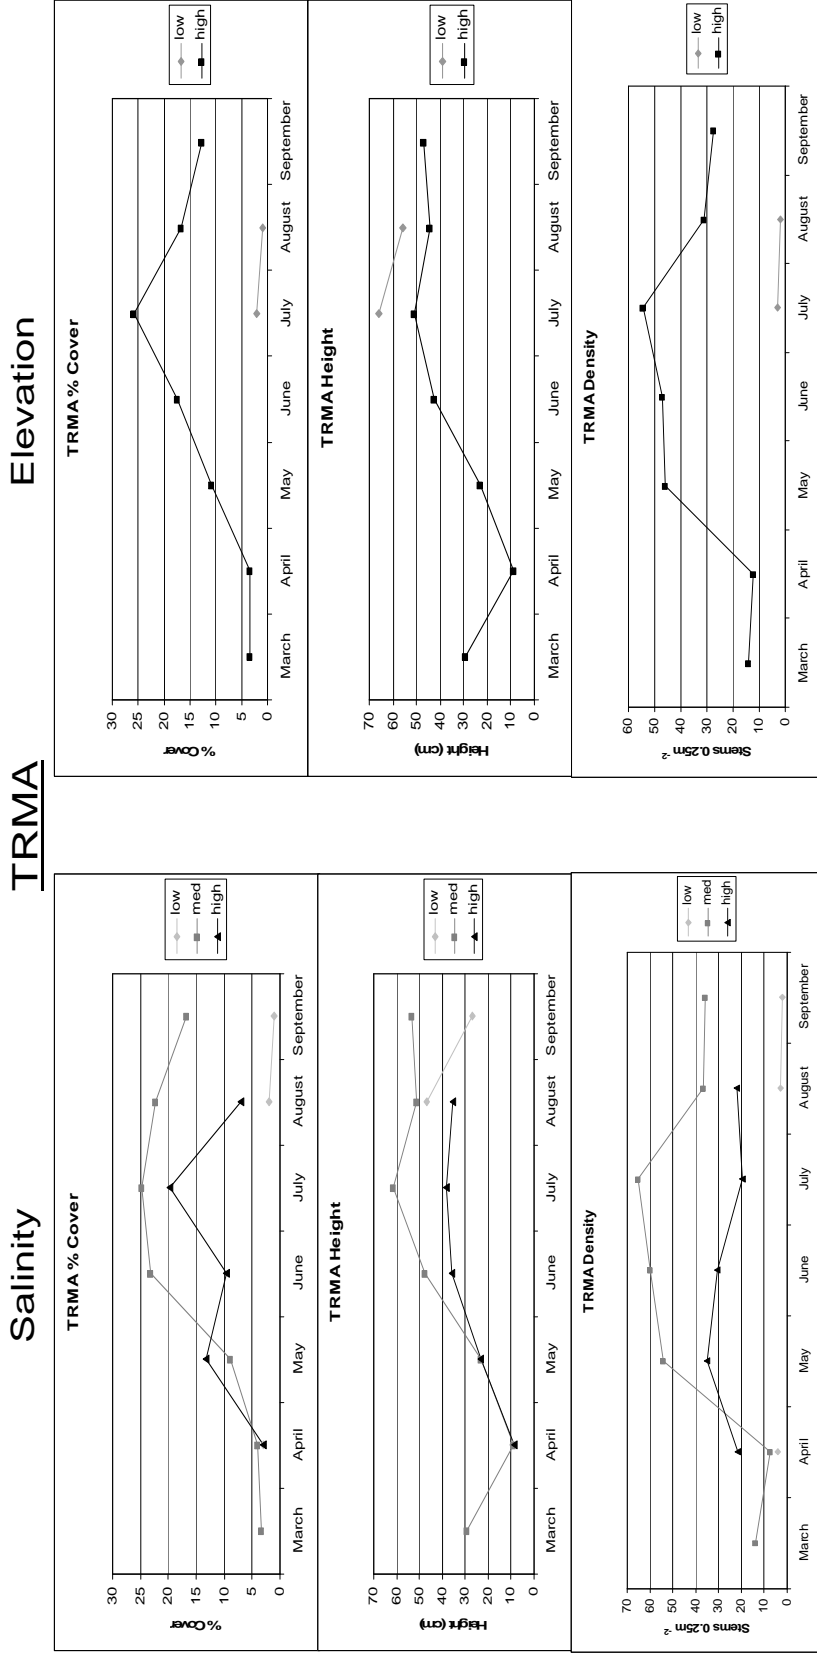 TRMA
Salinity
Elevation
TRMA % Cover
% Cover
30
25
20
15
10
5
0
March
April
May
June
July
August
September
low
med
high
TRMA Height
Height (cm)
70
60
50
40
30
20
10
0
March
April
May
June
July
August
September
low
med
high
TRMA Density
Stems 0.25m⁻²
70
60
50
40
30
20
10
0
March
April
May
June
July
August
September
low
med
high
TRMA % Cover
% Cover
30
25
20
15
10
5
0
March
April
May
June
July
August
September
low
high
TRMA Height
Height (cm)
70
60
50
40
30
20
10
0
March
April
May
June
July
August
September
low
high
TRMA Density
Stems 0.25m⁻²
60
50
40
30
20
10
0
March
April
May
June
July
August
September
low
high